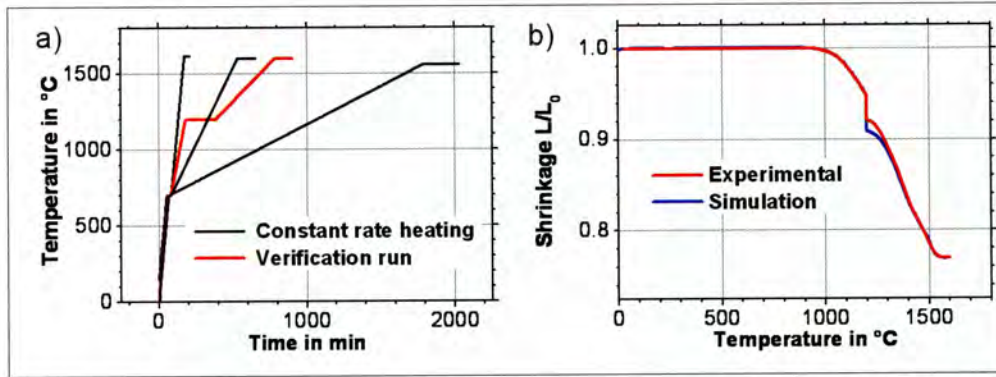 a)
Temperature in °C
1500
1000
500
0
Constant rate heating
Verification run
0
1000
2000
Time in min
b)
Shrinkage L/L₀
1.0
0.9
0.8
Experimental
Simulation
0
500
1000
1500
Temperature in °C